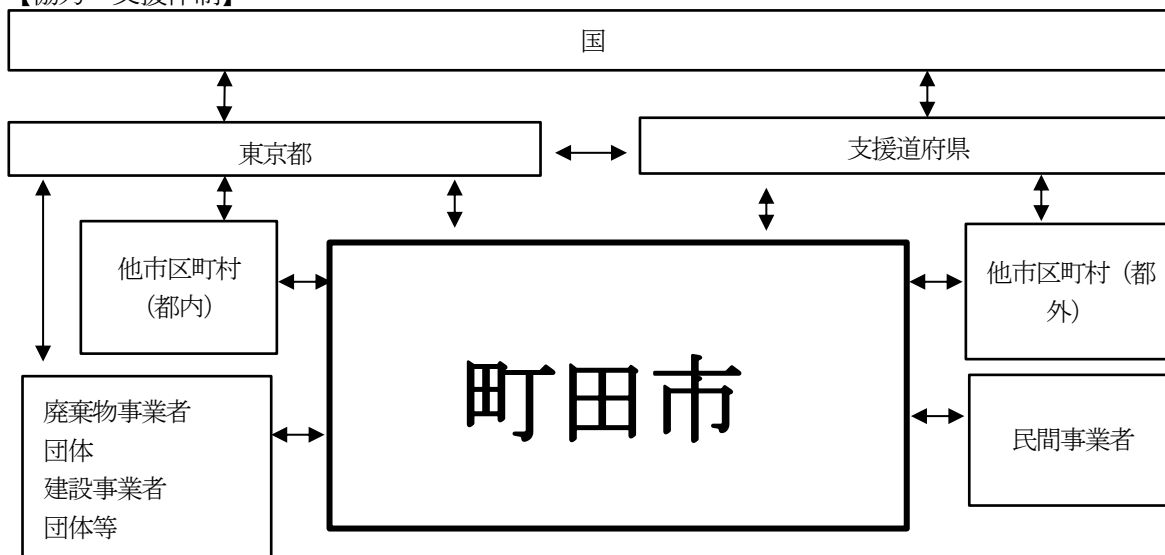 【協力・支援体制】
国
東京都
支援道府県
他市区町村
（都内）
町田市
他市区町村（都
外）
廃棄物事業者
団体
建設事業者
団体等
民間事業者